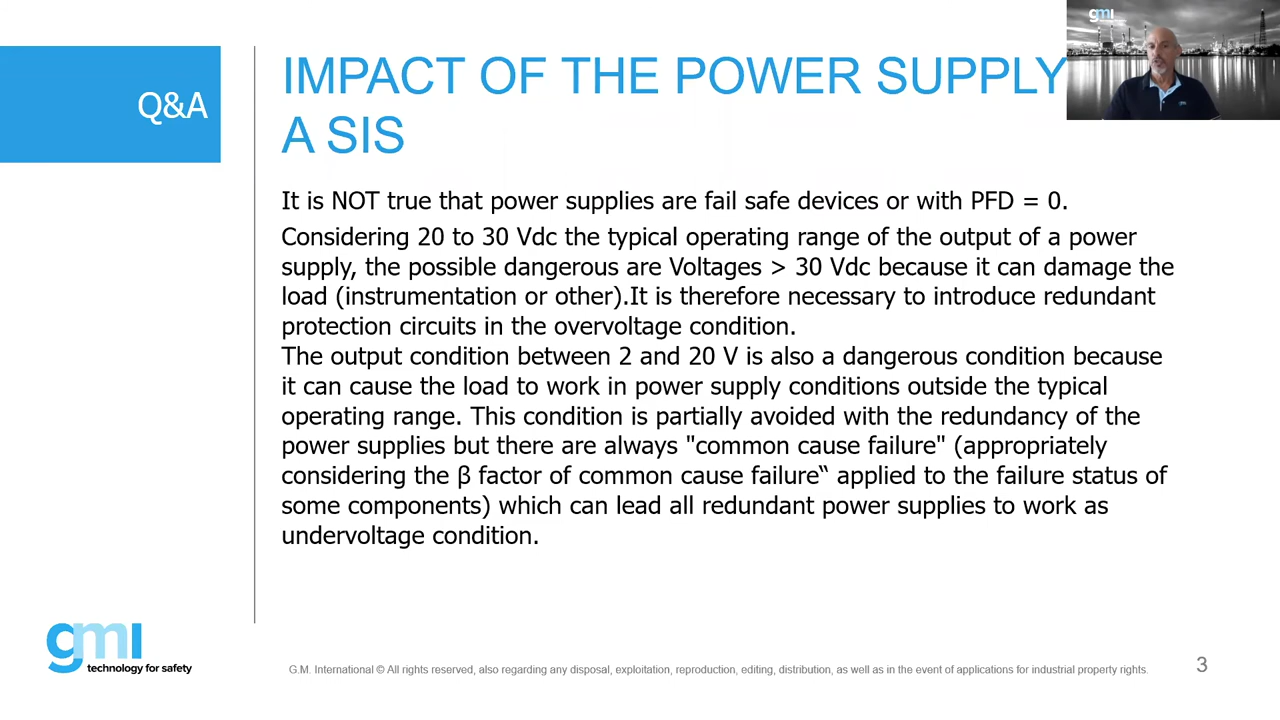 gmi
Q&A
IMPACT OF THE POWER SUPPLY
A SIS
It is NOT true that power supplies are fail safe devices or with PFD = 0.
Considering 20 to 30 Vdc the typical operating range of the output of a power
supply, the possible dangerous are Voltages > 30 Vdc because it can damage the
load (instrumentation or other).It is therefore necessary to introduce redundant
protection circuits in the overvoltage condition.
The output condition between 2 and 20 V is also a dangerous condition because
it can cause the load to work in power supply conditions outside the typical
operating range. This condition is partially avoided with the redundancy of the
power supplies but there are always "common cause failure" (appropriately
considering the β factor of common cause failure‟ applied to the failure status of
some components) which can lead all redundant power supplies to work as
undervoltage condition.
gmi
technology for safety
G.M. International © All rights reserved, also regarding any disposal, exploitation, reproduction, editing, distribution, as well as in the event of applications for industrial property rights.
3